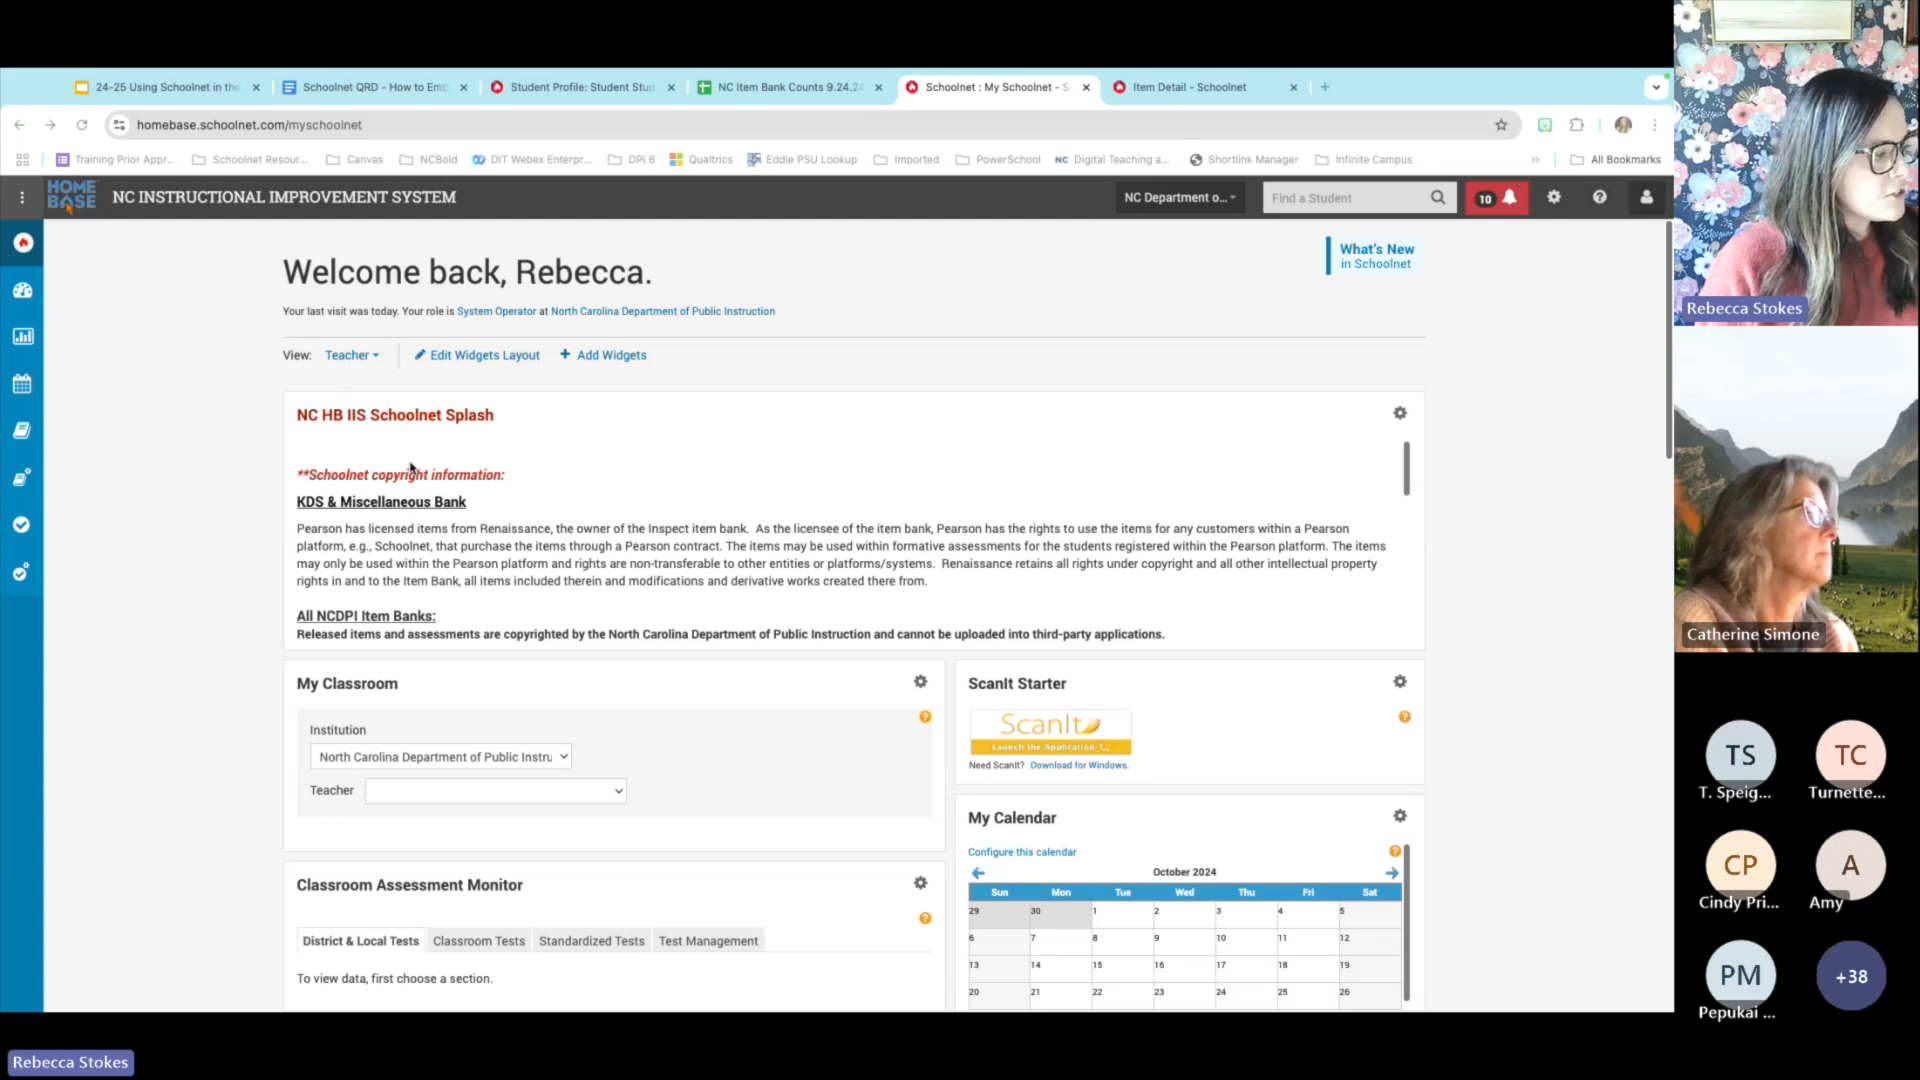 24-25 Using Schoolnet in the
Schoolnet QRD - How to Emb
Student Profile: Student Stud
NC Item Bank Counts 9.24.24
Schoolnet : My Schoolnet - S
Item Detail - Schoolnet
homebase.schoolnet.com/myschoolnet
Training Prior Appr...
Schoolnet Resour...
Canvas
NCBold
DIT Webex Enterpr...
DPI 6
Qualtrics
Eddie PSU Lookup
Imported
PowerSchool
NC Digital Teaching a...
Shortlink Manager
Infinite Campus
All Bookmarks
HOME BASE
NC INSTRUCTIONAL IMPROVEMENT SYSTEM
NC Department o...
Find a Student
10
What's New
in Schoolnet
Welcome back, Rebecca.
Your last visit was today. Your role is System Operator at North Carolina Department of Public Instruction
View: Teacher
Edit Widgets Layout
Add Widgets
NC HB IIS Schoolnet Splash
**Schoolnet copyright information:
KDS & Miscellaneous Bank
Pearson has licensed items from Renaissance, the owner of the Inspect item bank. As the licensee of the item bank, Pearson has the rights to use the items for any customers within a Pearson
platform, e.g., Schoolnet, that purchase the items through a Pearson contract. The items may be used within formative assessments for the students registered within the Pearson platform. The items
may only be used within the Pearson platform and rights are non-transferable to other entities or platforms/systems. Renaissance retains all rights under copyright and all other intellectual property
rights in and to the Item Bank, all items included therein and modifications and derivative works created there from.
All NCDPI Item Banks:
Released items and assessments are copyrighted by the North Carolina Department of Public Instruction and cannot be uploaded into third-party applications.
My Classroom
Institution
North Carolina Department of Public Instru
Teacher
ScanIt Starter
ScanIt
Launch the Application
Need ScanIt? Download for Windows.
My Calendar
Configure this calendar
October 2024
Sun Mon Tue Wed Thu Fri Sat
29 30 1 2 3 4 5
6 7 8 9 10 11 12
13 14 15 16 17 18 19
20 21 22 23 24 25 26
Classroom Assessment Monitor
District & Local Tests
Classroom Tests
Standardized Tests
Test Management
To view data, first choose a section.
Rebecca Stokes
Catherine Simone
TS
T. Speig...
TC
Turnette...
CP
Cindy Pri...
A
Amy
PM
Pepukai ...
+38
Rebecca Stokes